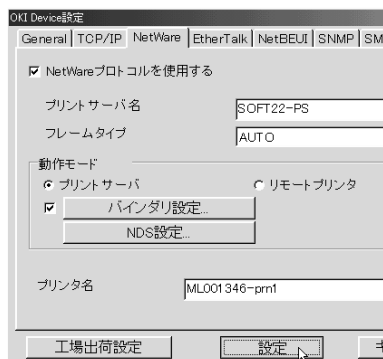 OKI Device設定
General TCP/IP NetWare EtherTalk NetBEUI SNMP SM
NetWareプロトコルを使用する
プリントサーバ名 SOFT22-PS
フレームタイプ AUTO
動作モード
プリントサーバ リモートプリンタ
バインダリ設定...
NDS設定...
プリンタ名 ML001346-prn1
工場出荷設定 設定 キ